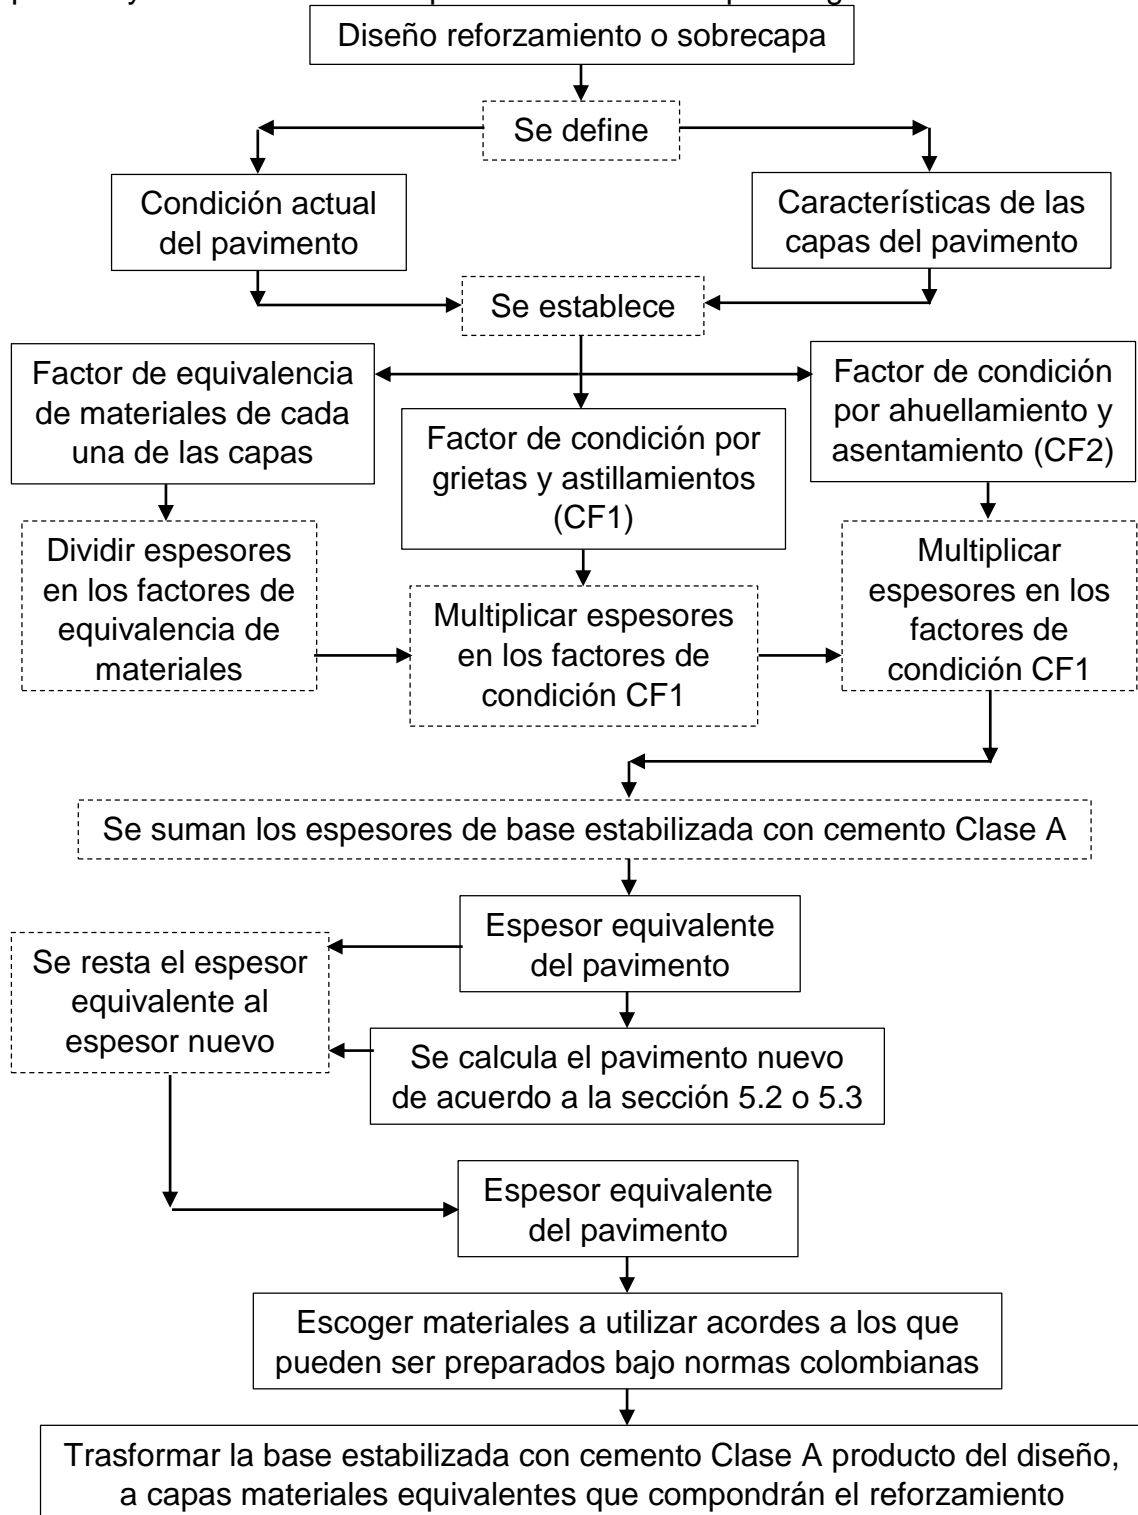 Diseño reforzamiento o sobrecapa
Se define
Condición actual
del pavimento
Características de las
capas del pavimento
Se establece
Factor de equivalencia
de materiales de cada
una de las capas
Factor de condición por
grietas y astillamientos
(CF1)
Factor de condición
por ahuellamiento y
asentamiento (CF2)
Dividir espesores
en los factores de
equivalencia de
materiales
Multiplicar espesores
en los factores de
condición CF1
Multiplicar
espesores en los
factores de
condición CF1
Se suman los espesores de base estabilizada con cemento Clase A
Espesor equivalente
del pavimento
Se resta el espesor
equivalente al
espesor nuevo
Se calcula el pavimento nuevo
de acuerdo a la sección 5.2 o 5.3
Espesor equivalente
del pavimento
Escoger materiales a utilizar acordes a los que
pueden ser preparados bajo normas colombianas
Trasformar la base estabilizada con cemento Clase A producto del diseño,
a capas materiales equivalentes que compondrán el reforzamiento